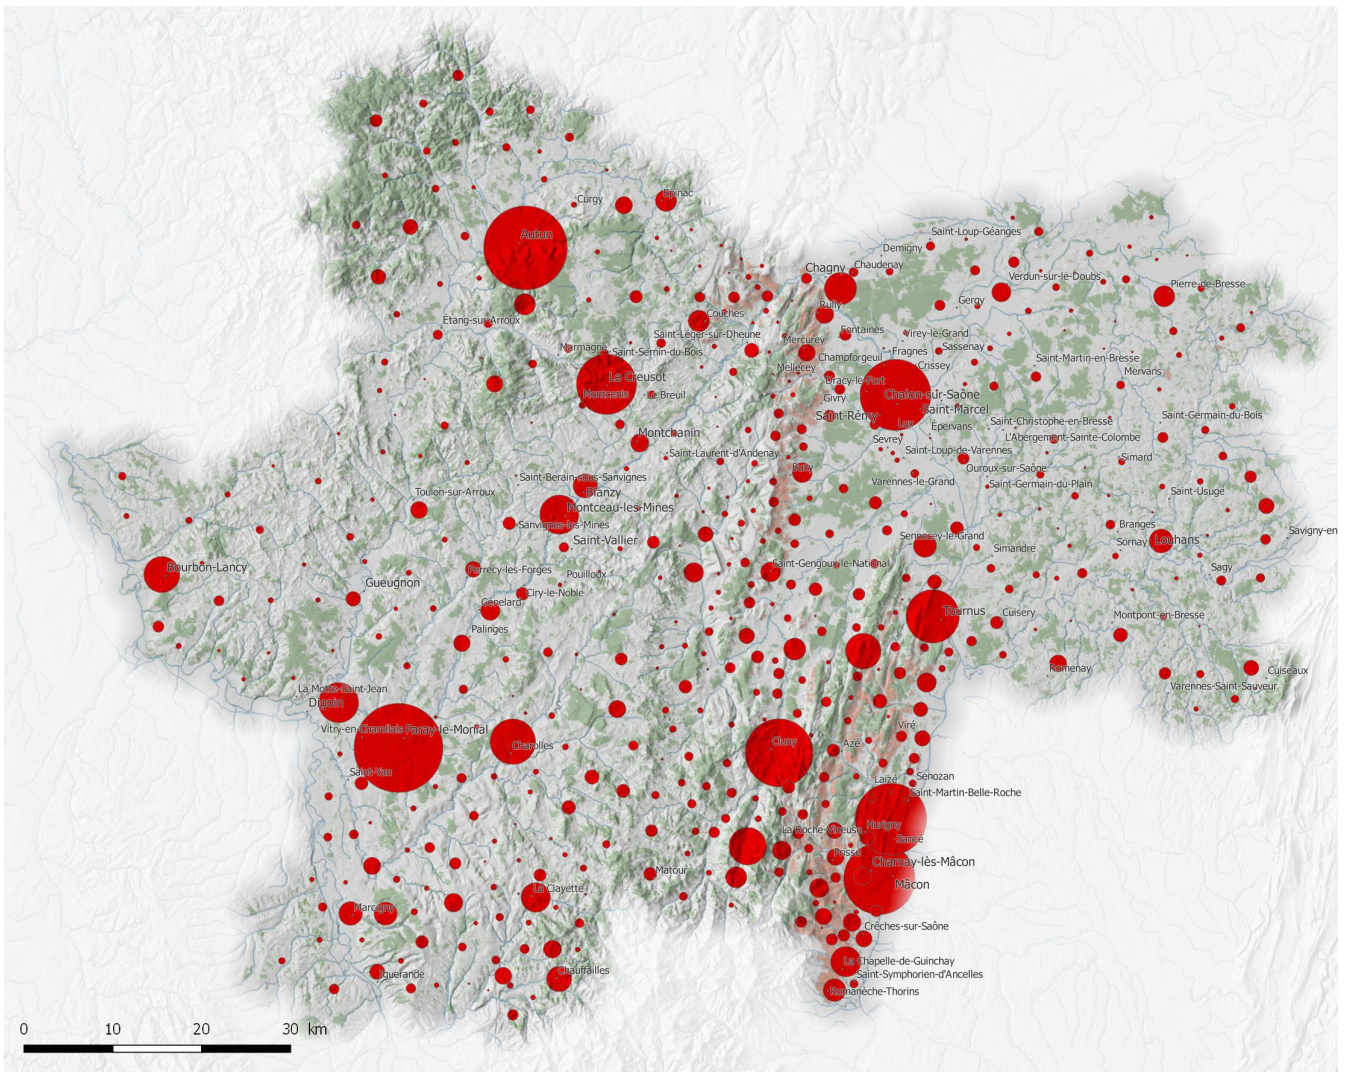 Épinac
Curgy
Autun
Saint-Loup-Géanges
Demigny
Chagny
Chaudenay
Verdun-sur-le-Doubs
Pierre-de-Bresse
Gergy
Rully
Étang-sur-Arroux
Couches
Saint-Léger-sur-Dheune
Fontaines
Virey-le-Grand
Mercurey
Marmagne
Saint-Sernin-du-Bois
Fragnes
Sassenay
Champforgeuil
Crissey
Saint-Martin-en-Bresse
Mellecey
Mervans
Le Creusot
Dracy-le-Fort
Montcenis
Le Breuil
Givry
Chalon-sur-Saône
Saint-Marcel
Saint-Rémy
Lux
Épervans
Saint-Christophe-en-Bresse
Saint-Germain-du-Bois
Montchanin
Sevrey
L'Abergement-Sainte-Colombe
Saint-Laurent-d'Andenay
Saint-Loup-de-Varennes
Simard
Buxy
Ouroux-sur-Saône
Saint-Berain-sous-Sanvignes
Varennes-le-Grand
Saint-Germain-du-Plain
Toulon-sur-Arroux
Blanzy
Saint-Usuge
Montceau-les-Mines
Sanvignes-les-Mines
Branges
Savigny-en
Saint-Vallier
Sennecey-le-Grand
Sornay
Louhans
Simandre
Bourbon-Lancy
Perrecy-les-Forges
Pouilloux
Saint-Gengoux-le-National
Sagy
Gueugnon
Ciry-le-Noble
Génelard
Tournus
Cuisery
Montpont-en-Bresse
Palinges
Romenay
Cuiseaux
La Motte-Saint-Jean
Varennes-Saint-Sauveur
Digoin
Vitry-en-Charollais
Paray-le-Monial
Viré
Charolles
Cluny
Azé
Saint-Yan
Laizé
Senozan
Saint-Martin-Belle-Roche
Hurigny
La Roche-Vineuse
Sancé
Prissé
Charnay-lès-Mâcon
Matour
Mâcon
La Clayette
Marcigny
Crêches-sur-Saône
La Chapelle-de-Guinchay
Iguerande
Chauffailles
Saint-Symphorien-d'Ancelles
Romanèche-Thorins
0 10 20 30 km